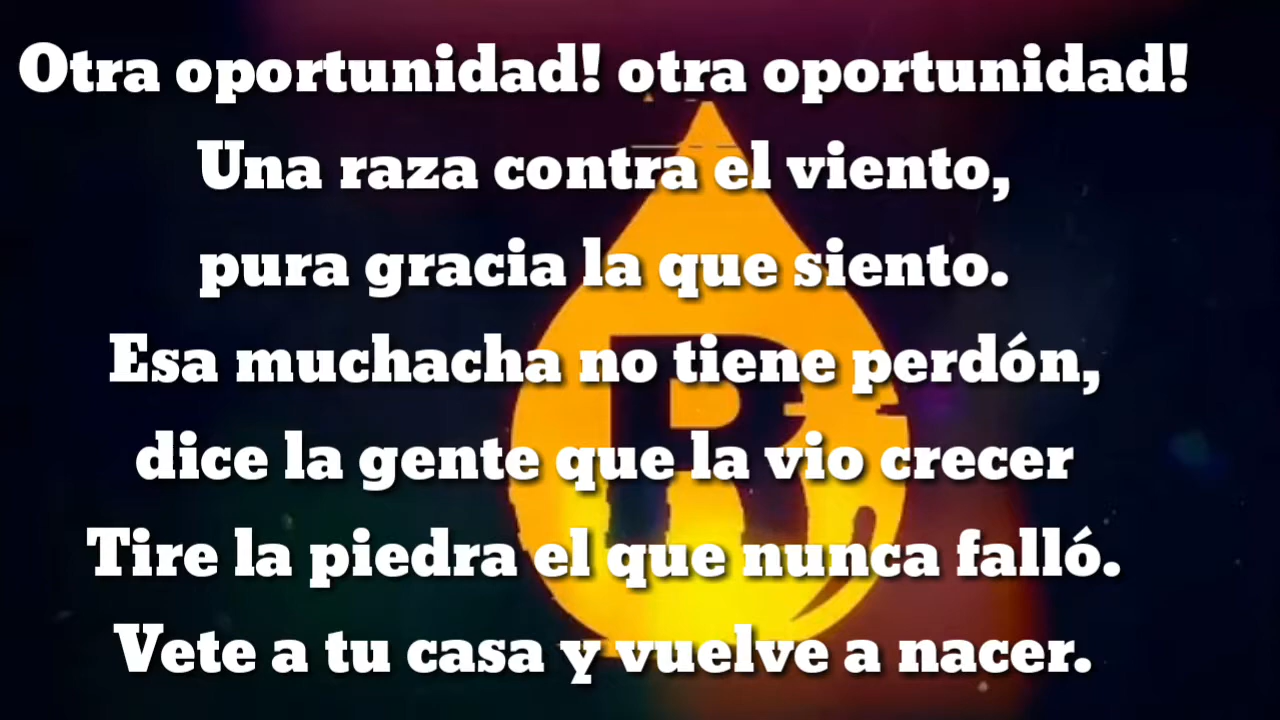 Otra oportunidad! otra oportunidad!
Una raza contra el viento,
pura gracia la que siento.
Esa muchacha no tiene perdón,
dice la gente que la vio crecer
Tire la piedra el que nunca falló.
Vete a tu casa y vuelve a nacer.
R